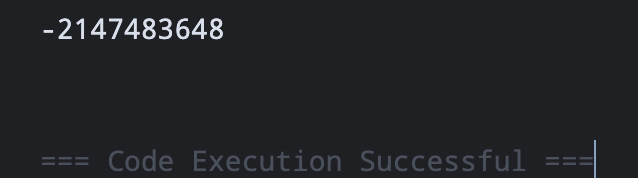 -2147483648
=== Code Execution Successful ===